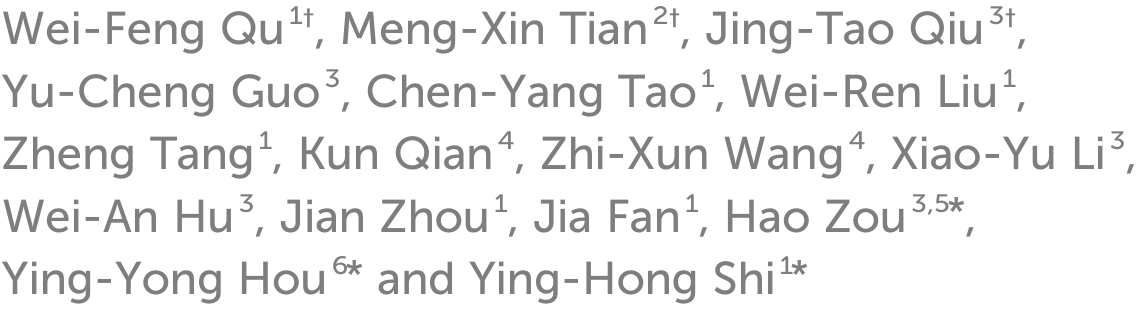 Wei-Feng Qu¹†, Meng-Xin Tian²†, Jing-Tao Qiu³†,
Yu-Cheng Guo³, Chen-Yang Tao¹, Wei-Ren Liu¹,
Zheng Tang¹, Kun Qian⁴, Zhi-Xun Wang⁴, Xiao-Yu Li³,
Wei-An Hu³, Jian Zhou¹, Jia Fan¹, Hao Zou³,⁵*,
Ying-Yong Hou⁶* and Ying-Hong Shi¹*